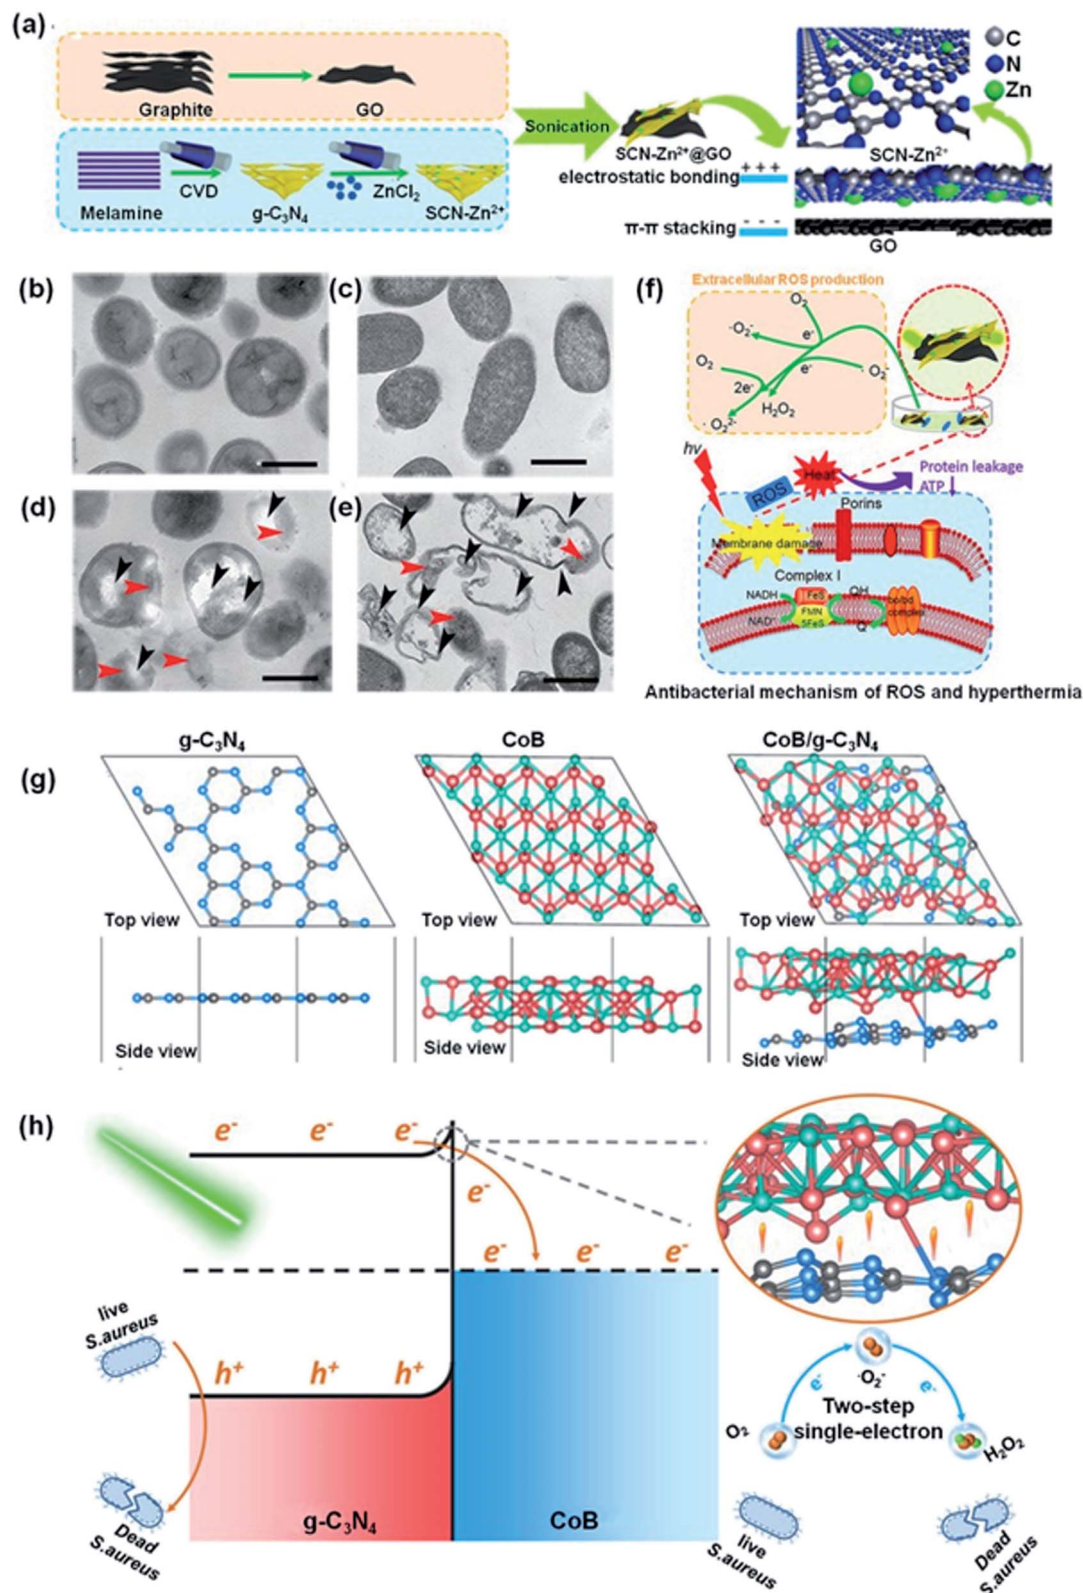 (a)
Graphite
GO
Melamine
CVD
g-C₃N₄
ZnCl₂
SCN-Zn²⁺
Sonication
SCN-Zn²⁺@GO
electrostatic bonding
+ + +
π-π stacking
- - -
C
N
Zn
SCN-Zn²⁺
GO
(b)
(c)
(d)
(e)
(f)
Extracellular ROS production
O₂
·O₂⁻
e⁻
O₂
e⁻
·O₂⁻
2e⁻
H₂O₂
·O₂²⁻
hv
ROS
Heat
Protein leakage
ATP↓
Porins
Membrane damage
Complex I
NADH
FeS
QH
NAD⁺
FMN
Q
5FeS
complex
Antibacterial mechanism of ROS and hyperthermia
(g)
g-C₃N₄
CoB
CoB/g-C₃N₄
Top view
Top view
Top view
Side view
Side view
Side view
(h)
e⁻
e⁻
e⁻
e⁻
e⁻
e⁻
e⁻
live
S.aureus
h⁺
h⁺
h⁺
Dead
S.aureus
g-C₃N₄
CoB
·O₂⁻
e⁻
e⁻
Two-step
single-electron
O₂
H₂O₂
live
S.aureus
Dead
S.aureus